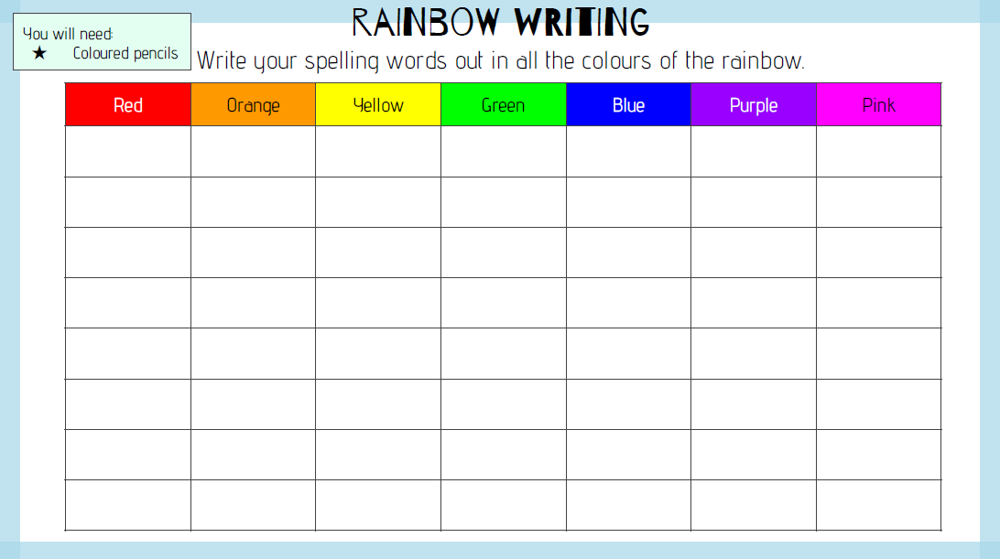 RAINBOW WRITING
You will need:
★ Coloured pencils
Write your spelling words out in all the colours of the rainbow.
Red Orange Yellow Green Blue Purple Pink